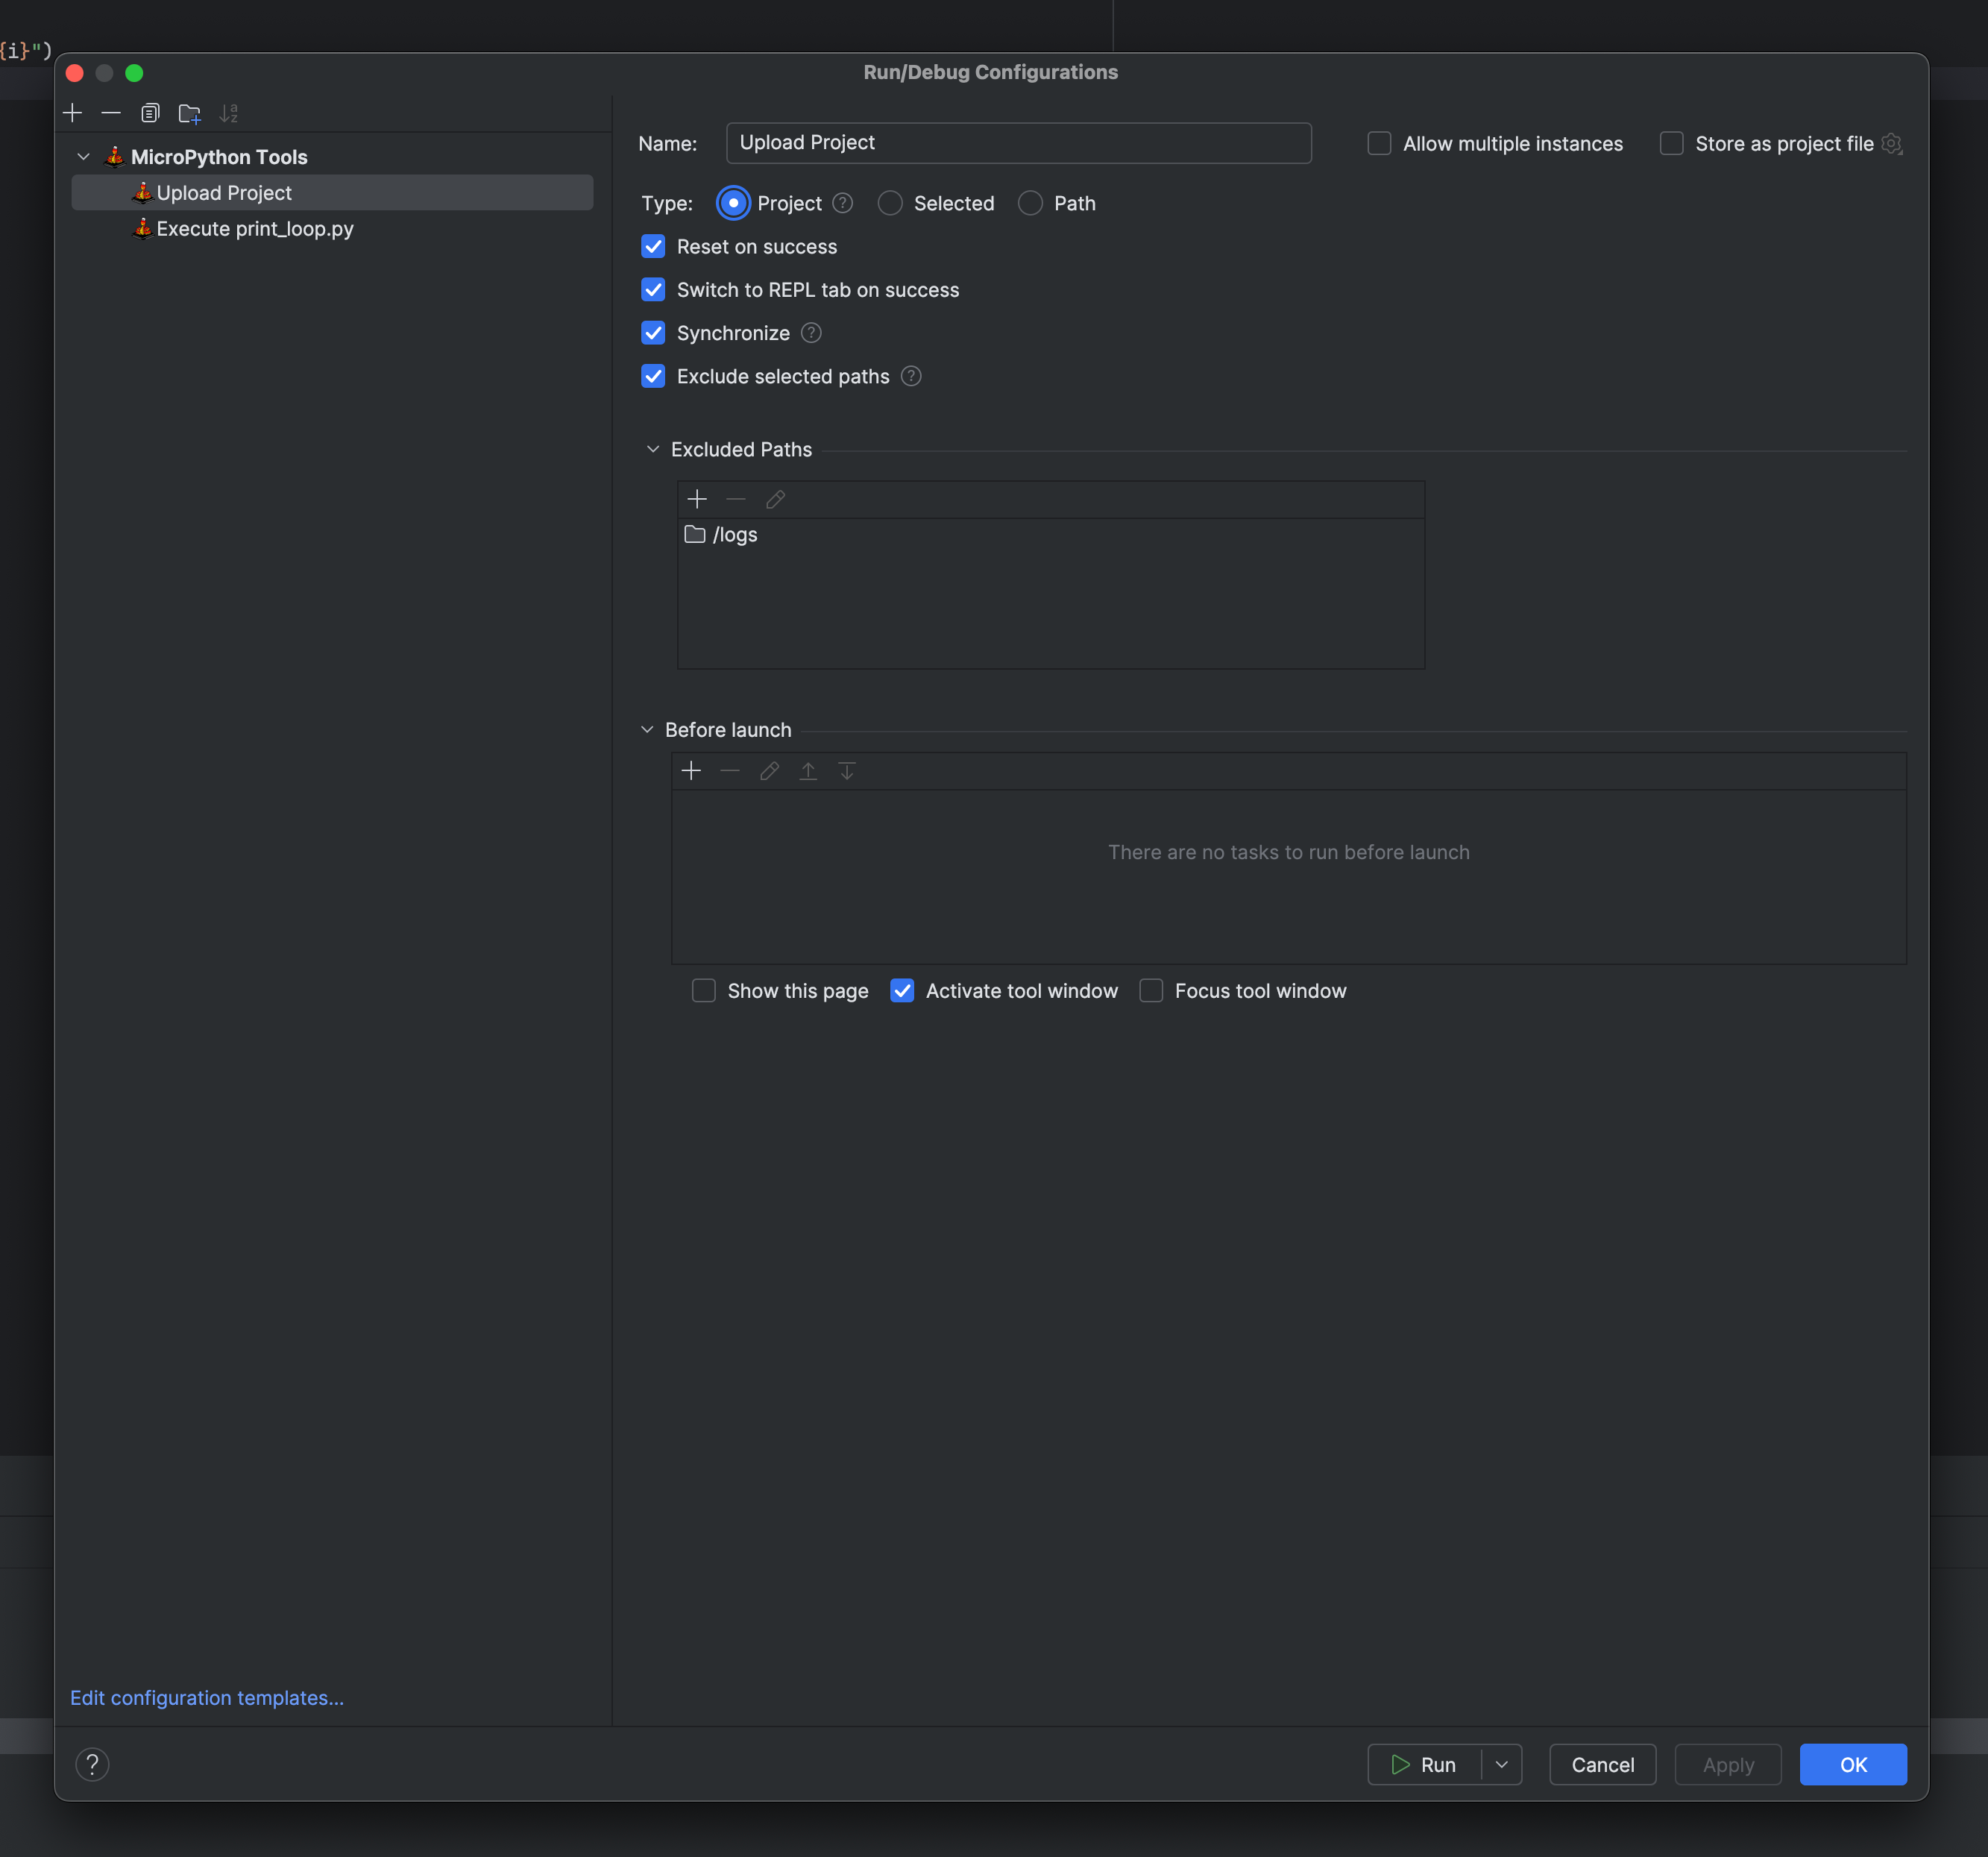 {i}")
Run/Debug Configurations
MicroPython Tools
Upload Project
Execute print_loop.py
Name: Upload Project
Allow multiple instances
Store as project file
Type: Project Selected Path
Reset on success
Switch to REPL tab on success
Synchronize
Exclude selected paths
Excluded Paths
/logs
Before launch
There are no tasks to run before launch
Show this page Activate tool window Focus tool window
Edit configuration templates...
? Run Cancel Apply OK